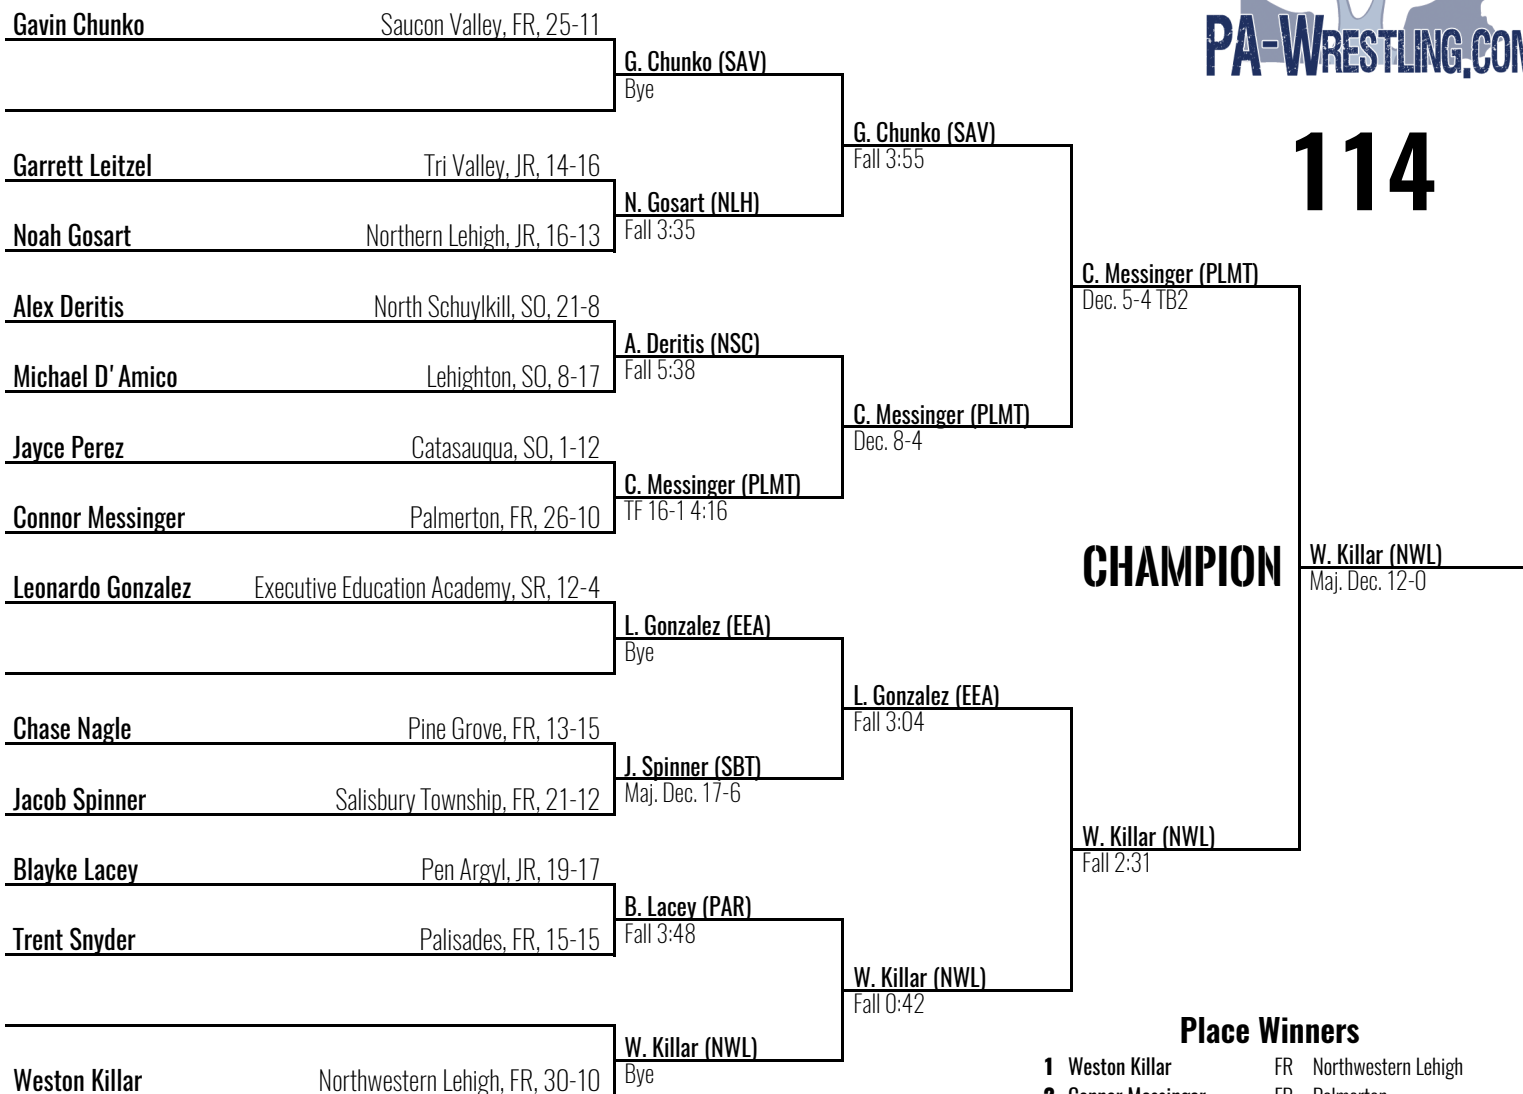 Gavin Chunko Saucon Valley, FR, 25-11
PA-WRESTLING.COM
G. Chunko (SAV)
Bye
G. Chunko (SAV)
Fall 3:55
114
Garrett Leitzel Tri Valley, JR, 14-16
N. Gosart (NLH)
Fall 3:35
Noah Gosart Northern Lehigh, JR, 16-13
C. Messinger (PLMT)
Dec. 5-4 TB2
Alex Deritis North Schuylkill, SO, 21-8
A. Deritis (NSC)
Fall 5:38
Michael D'Amico Lehighton, SO, 8-17
C. Messinger (PLMT)
Dec. 8-4
Jayce Perez Catasauqua, SO, 1-12
C. Messinger (PLMT)
TF 16-1 4:16
Connor Messinger Palmerton, FR, 26-10
CHAMPION
W. Killar (NWL)
Maj. Dec. 12-0
Leonardo Gonzalez Executive Education Academy, SR, 12-4
L. Gonzalez (EEA)
Bye
L. Gonzalez (EEA)
Fall 3:04
Chase Nagle Pine Grove, FR, 13-15
J. Spinner (SBT)
Maj. Dec. 17-6
Jacob Spinner Salisbury Township, FR, 21-12
W. Killar (NWL)
Fall 2:31
Blayke Lacey Pen Argyl, JR, 19-17
B. Lacey (PAR)
Fall 3:48
Trent Snyder Palisades, FR, 15-15
W. Killar (NWL)
Fall 0:42
Place Winners
W. Killar (NWL)
Bye
1 Weston Killar FR Northwestern Lehigh
Weston Killar Northwestern Lehigh, FR, 30-10
2 Connor Messinger FR Palmerton